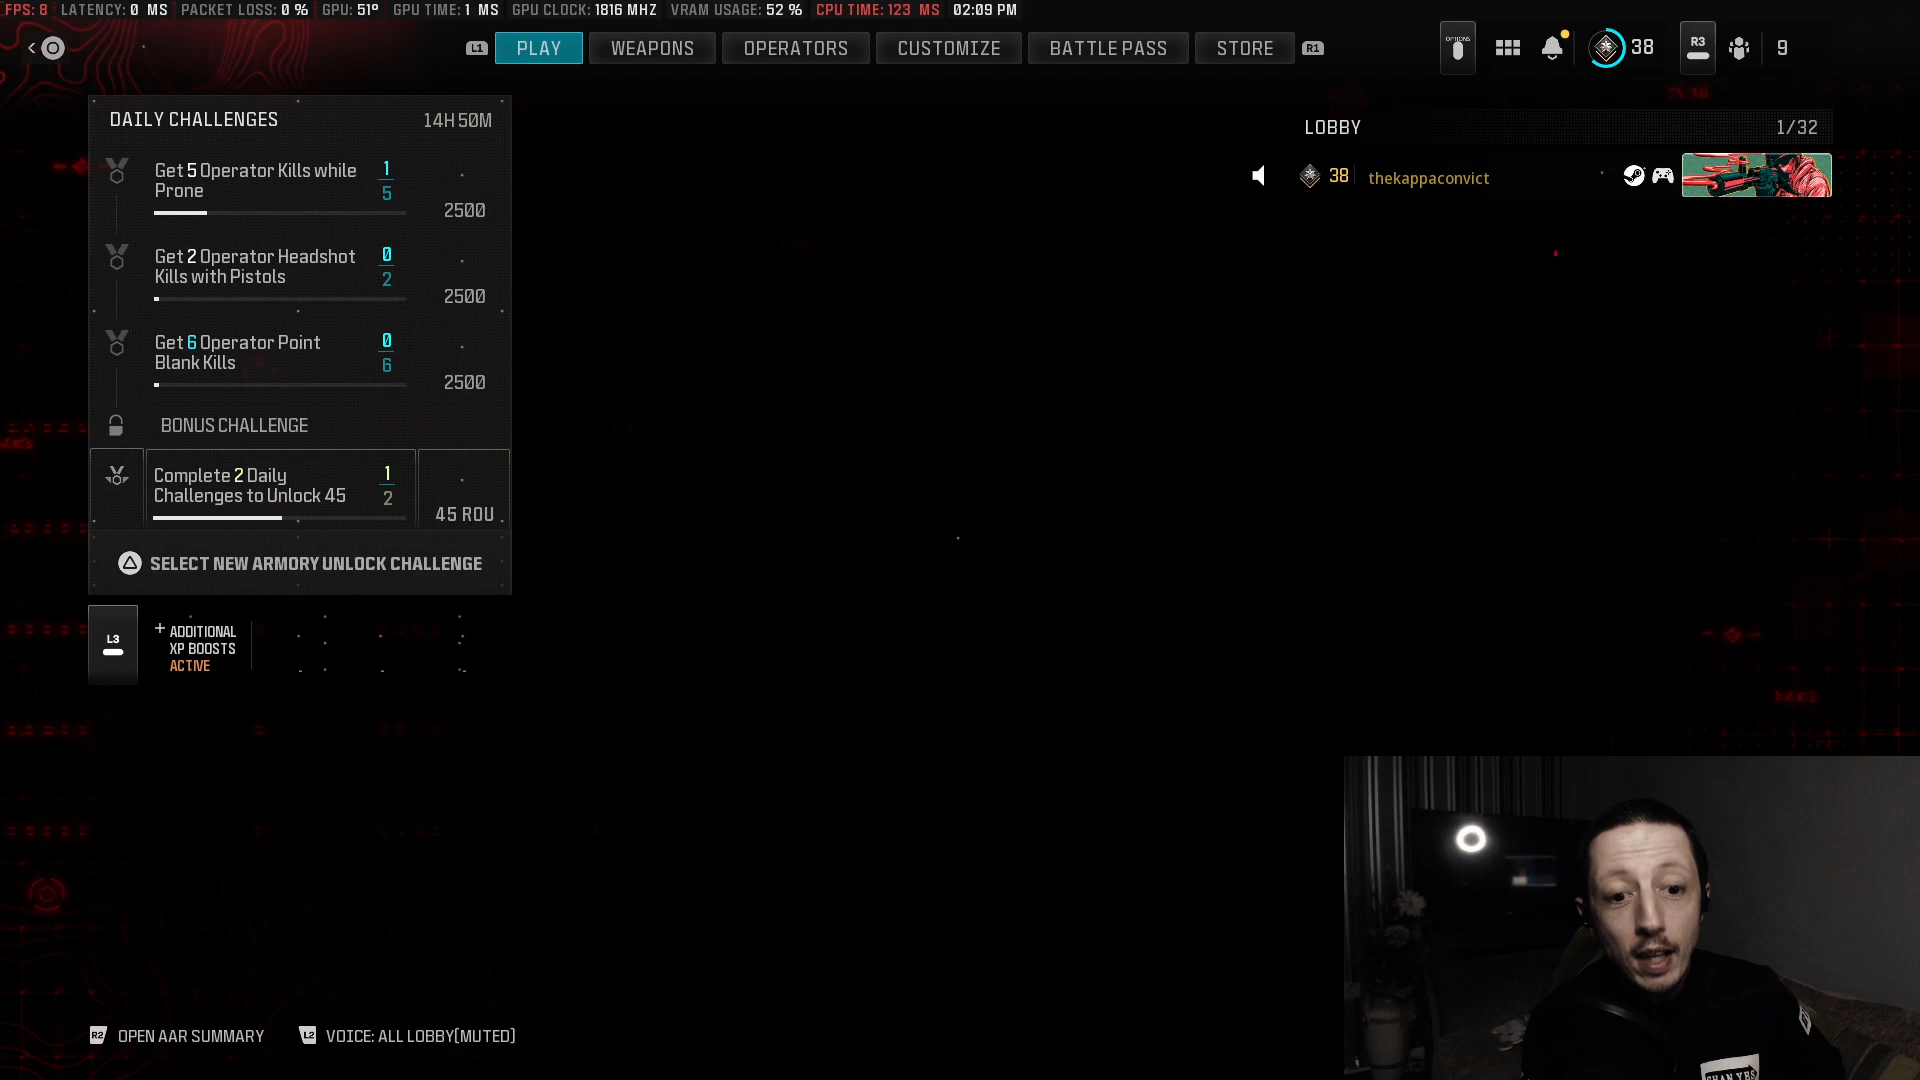 FPS: 8 LATENCY: 0 MS PACKET LOSS: 0 % GPU: 51° GPU TIME: 1 MS GPU CLOCK: 1816 MHZ VRAM USAGE: 52 % CPU TIME: 123 MS 02:09 PM
L1 PLAY WEAPONS OPERATORS CUSTOMIZE BATTLE PASS STORE R1
OPTIONS 38 R3 9
DAILY CHALLENGES 14H 50M
Get 5 Operator Kills while
Prone
1
5
2500
Get 2 Operator Headshot
Kills with Pistols
0
2
2500
Get 6 Operator Point
Blank Kills
0
6
2500
BONUS CHALLENGE
Complete 2 Daily
Challenges to Unlock 45
1
2
45 ROU
SELECT NEW ARMORY UNLOCK CHALLENGE
L3
+ ADDITIONAL
XP BOOSTS
ACTIVE
LOBBY 1/32
38 thekappaconvict
R2 OPEN AAR SUMMARY L2 VOICE: ALL LOBBY[MUTED]